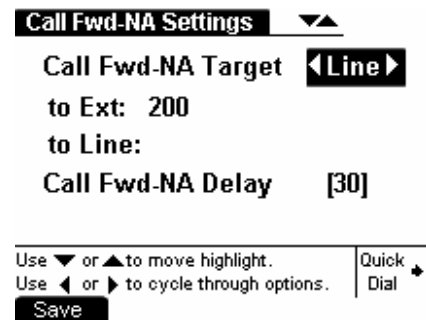 Call Fwd-NA Settings ▼▲
Call Fwd-NA Target ◀Line▶
to Ext: 200
to Line:
Call Fwd-NA Delay [30]
Use ▼ or ▲ to move highlight.
Use ◀ or ▶ to cycle through options.
Quick
Dial
Save